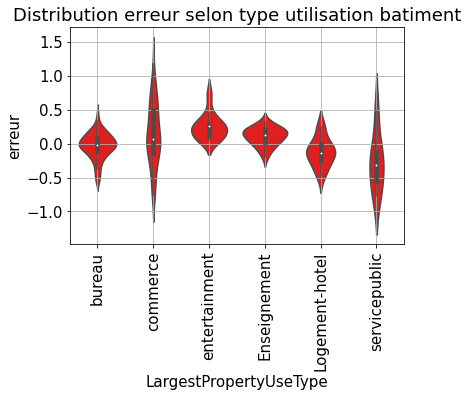 Distribution erreur selon type utilisation batiment
1.5
1.0
0.5
0.0
−0.5
−1.0
erreur
bureau
commerce
entertainment
Enseignement
Logement-hotel
servicepublic
LargestPropertyUseType